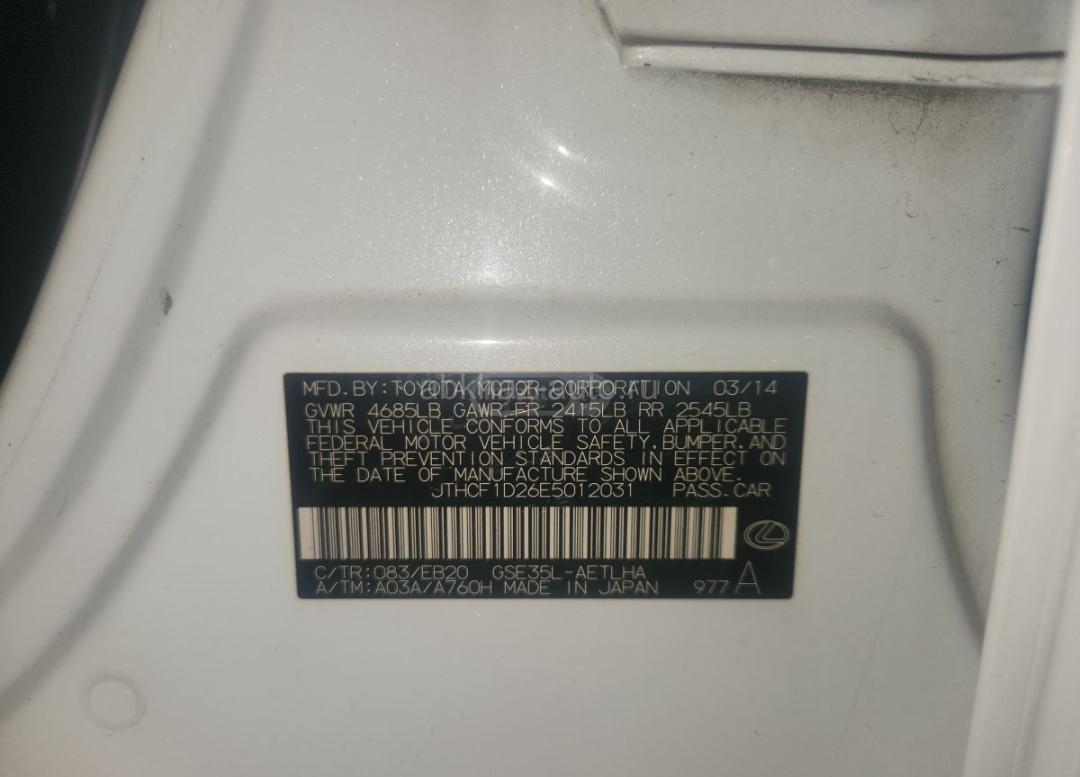 MFD.BY:TOYOTA MOTOR CORPORATION 03/14
GVWR 4685LB GAWR FR 2415LB RR 2545LB
THIS VEHICLE CONFORMS TO ALL APPLICABLE
FEDERAL MOTOR VEHICLE SAFETY,BUMPER,AND
THEFT PREVENTION STANDARDS IN EFFECT ON
THE DATE OF MANUFACTURE SHOWN ABOVE.
JTHCF1D26E5012031 PASS.CAR
C/TR:083/EB20 GSE35L-AETLHA
A/TM:A03A/A760H MADE IN JAPAN 977 A